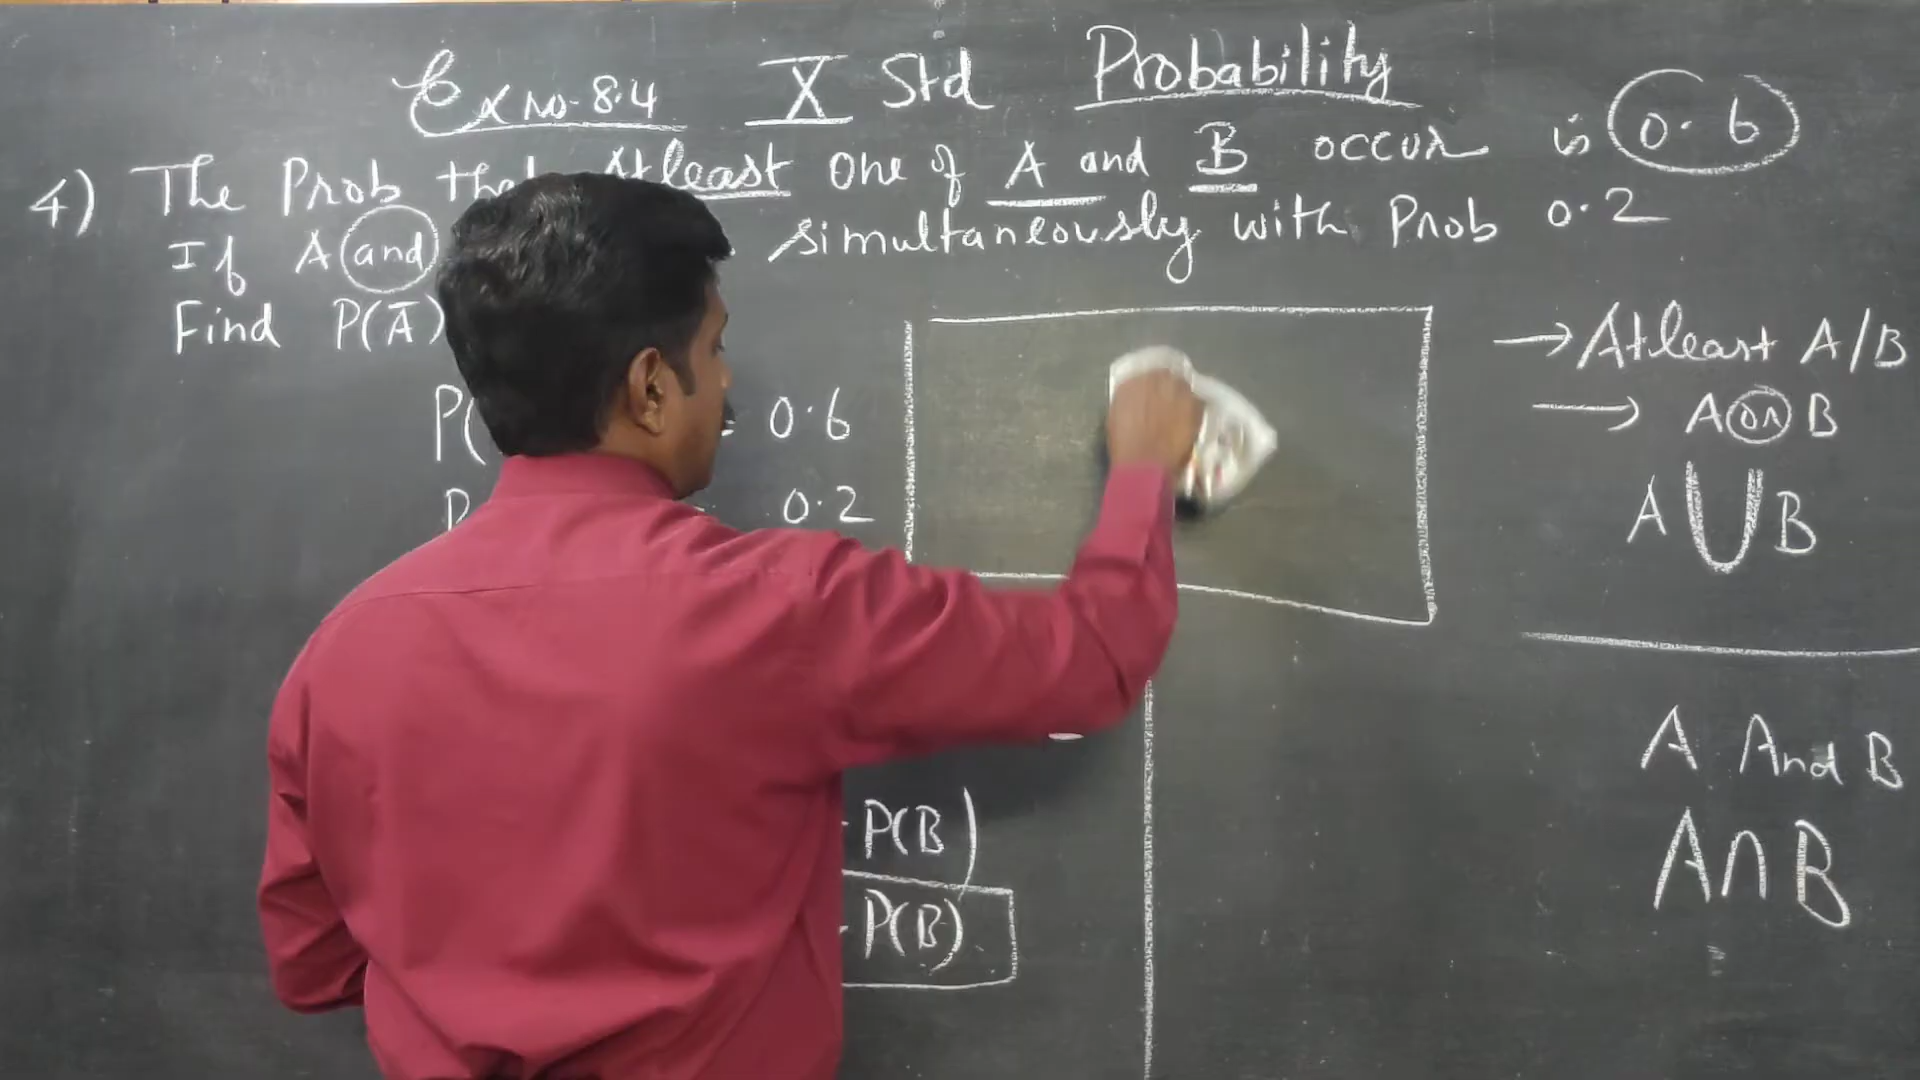 Ex No-8.4 X Std Probability
4) The Prob that Atleast one of A and B occur is 0.6
If A and simultaneously with Prob 0.2
Find P(Ā)
P( = 0.6
0.2
P(B)
P(B)
→ Atleast A/B
→ A or B
A ∪ B
A And B
A∩B